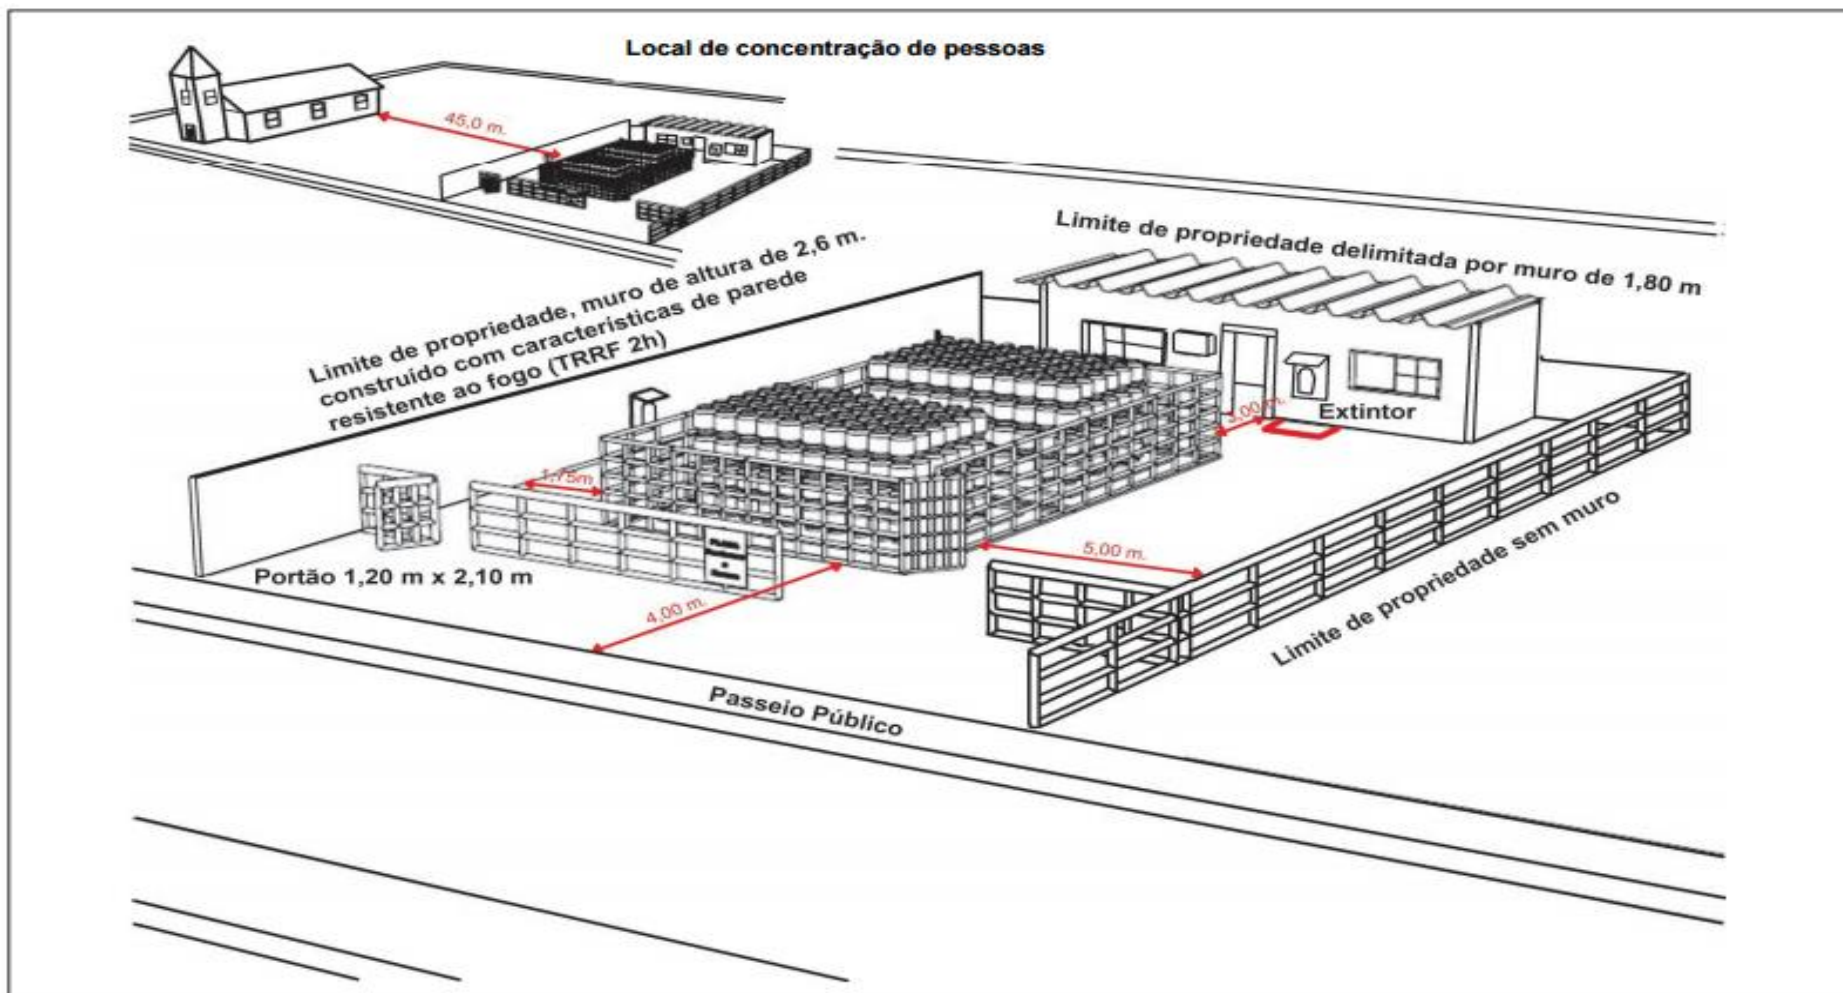 Local de concentração de pessoas
45,0 m.
Limite de propriedade delimitada por muro de 1,80 m
Limite de propriedade, muro de altura de 2,6 m.
construído com características de parede
resistente ao fogo (TRRF 2h)
3,00 m.
Extintor
1,75m
5,00 m.
Portão 1,20 m x 2,10 m
4,00 m.
Limite de propriedade sem muro
Passeio Público